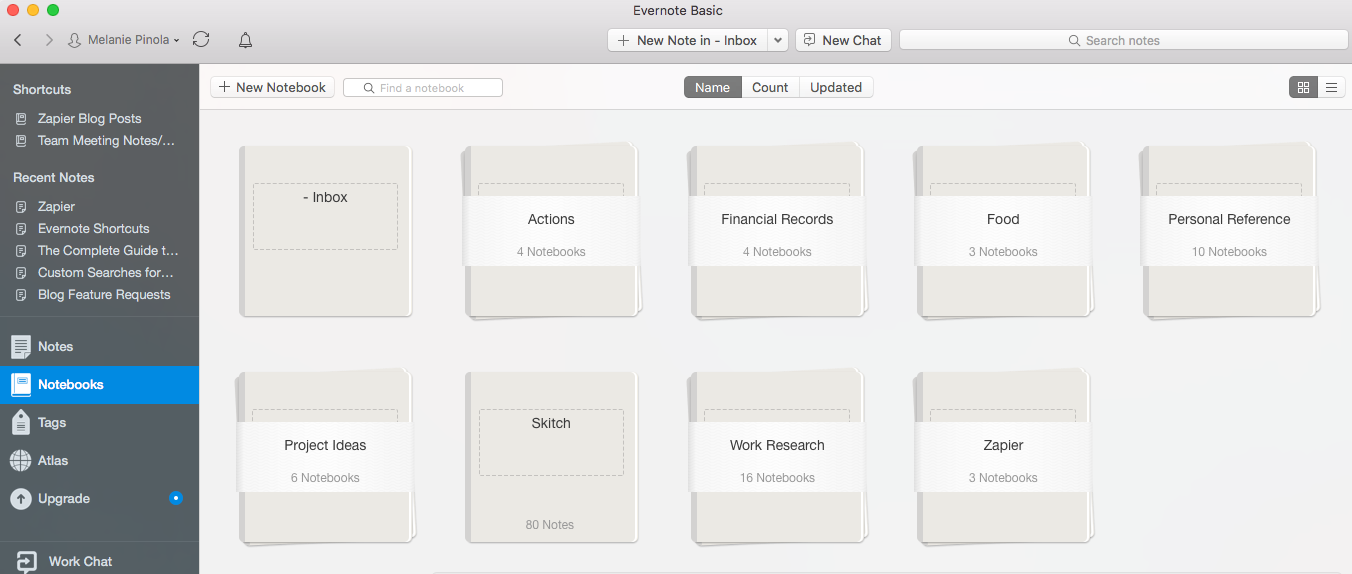 Evernote Basic
Melanie Pinola
New Note in - Inbox
New Chat
Search notes
Shortcuts
Zapier Blog Posts
Team Meeting Notes/...
Recent Notes
Zapier
Evernote Shortcuts
The Complete Guide t...
Custom Searches for...
Blog Feature Requests
Notes
Notebooks
Tags
Atlas
Upgrade
Work Chat
New Notebook
Find a notebook
Name
Count
Updated
- Inbox
Actions
4 Notebooks
Financial Records
4 Notebooks
Food
3 Notebooks
Personal Reference
10 Notebooks
Project Ideas
6 Notebooks
Skitch
80 Notes
Work Research
16 Notebooks
Zapier
3 Notebooks